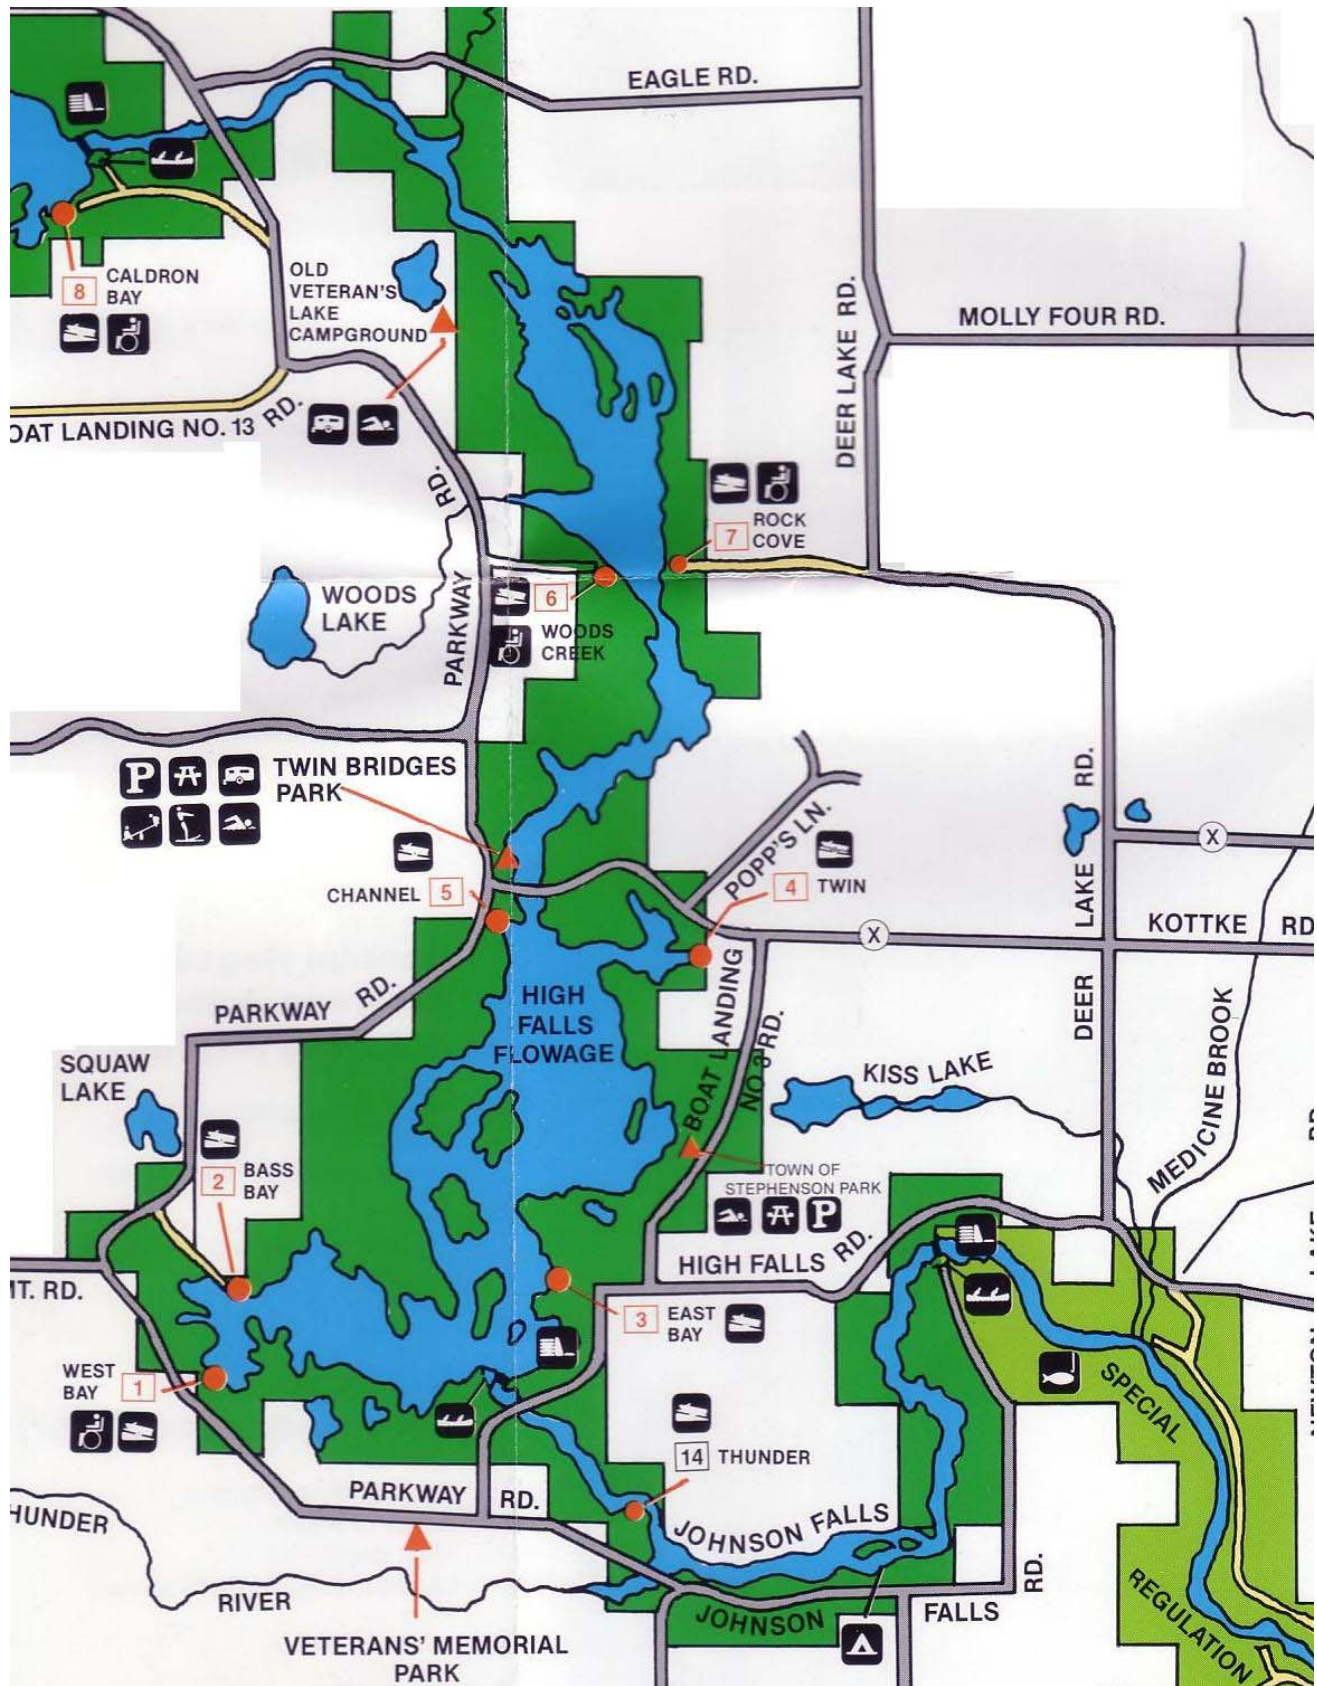 EAGLE RD.
8
CALDRON
BAY
OLD
VETERAN'S
LAKE
CAMPGROUND
DEER LAKE RD.
MOLLY FOUR RD.
OAT LANDING NO. 13 RD.
PARKWAY RD.
7
ROCK
COVE
WOODS
LAKE
6
WOODS
CREEK
P
TWIN BRIDGES
PARK
CHANNEL 5
POPP'S LN.
4 TWIN
X
X
DEER LAKE RD.
KOTTKE RD
PARKWAY RD.
HIGH
FALLS
FLOWAGE
BOAT LANDING
NO 3 RD.
SQUAW
LAKE
KISS LAKE
MEDICINE BROOK
2
BASS
BAY
TOWN OF
STEPHENSON PARK
P
HIGH FALLS RD.
MT. RD.
3
EAST
BAY
WEST
BAY
1
14 THUNDER
SPECIAL
REGULATION
PARKWAY RD.
HUNDER
RIVER
JOHNSON FALLS
JOHNSON FALLS RD.
VETERANS' MEMORIAL
PARK